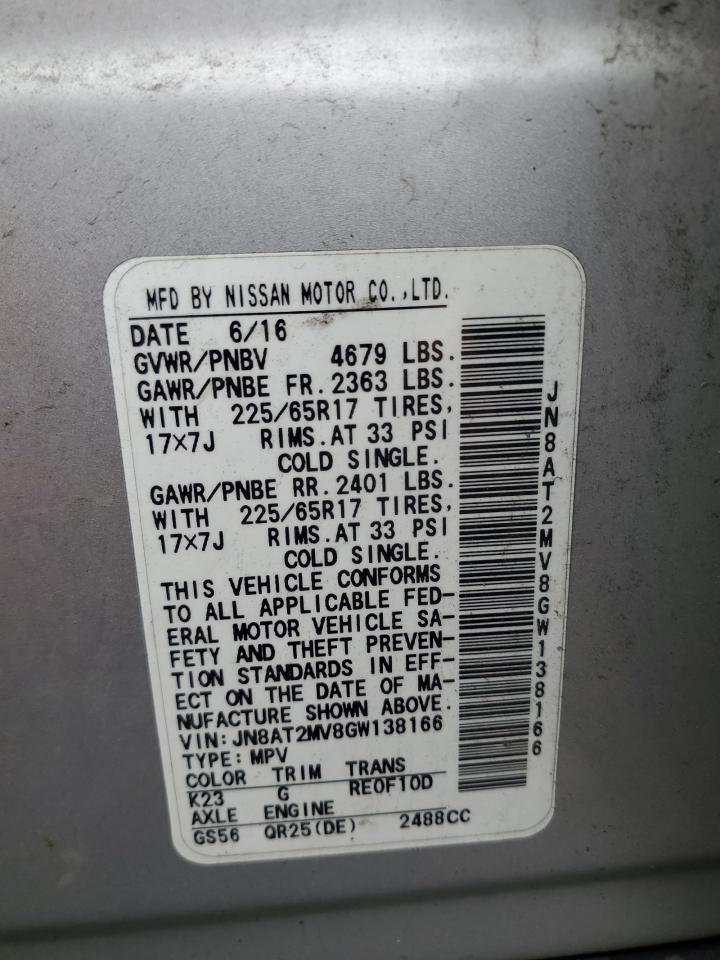 MFD BY NISSAN MOTOR CO.,LTD.
DATE 6/16
GVWR/PNBV 4679 LBS.
GAWR/PNBE FR. 2363 LBS.
WITH 225/65R17 TIRES,
17×7J RIMS. AT 33 PSI
COLD SINGLE.
GAWR/PNBE RR. 2401 LBS.
WITH 225/65R17 TIRES,
17×7J RIMS. AT 33 PSI
COLD SINGLE.
THIS VEHICLE CONFORMS
TO ALL APPLICABLE FED-
ERAL MOTOR VEHICLE SA-
FETY AND THEFT PREVEN-
TION STANDARDS IN EFF-
ECT ON THE DATE OF MA-
NUFACTURE SHOWN ABOVE.
VIN: JN8AT2MV8GW138166
TYPE: MPV
COLOR TRIM TRANS
K23 G RE0F10D
AXLE ENGINE
GS56 QR25(DE) 2488CC
JN8AT2MV8GW138166